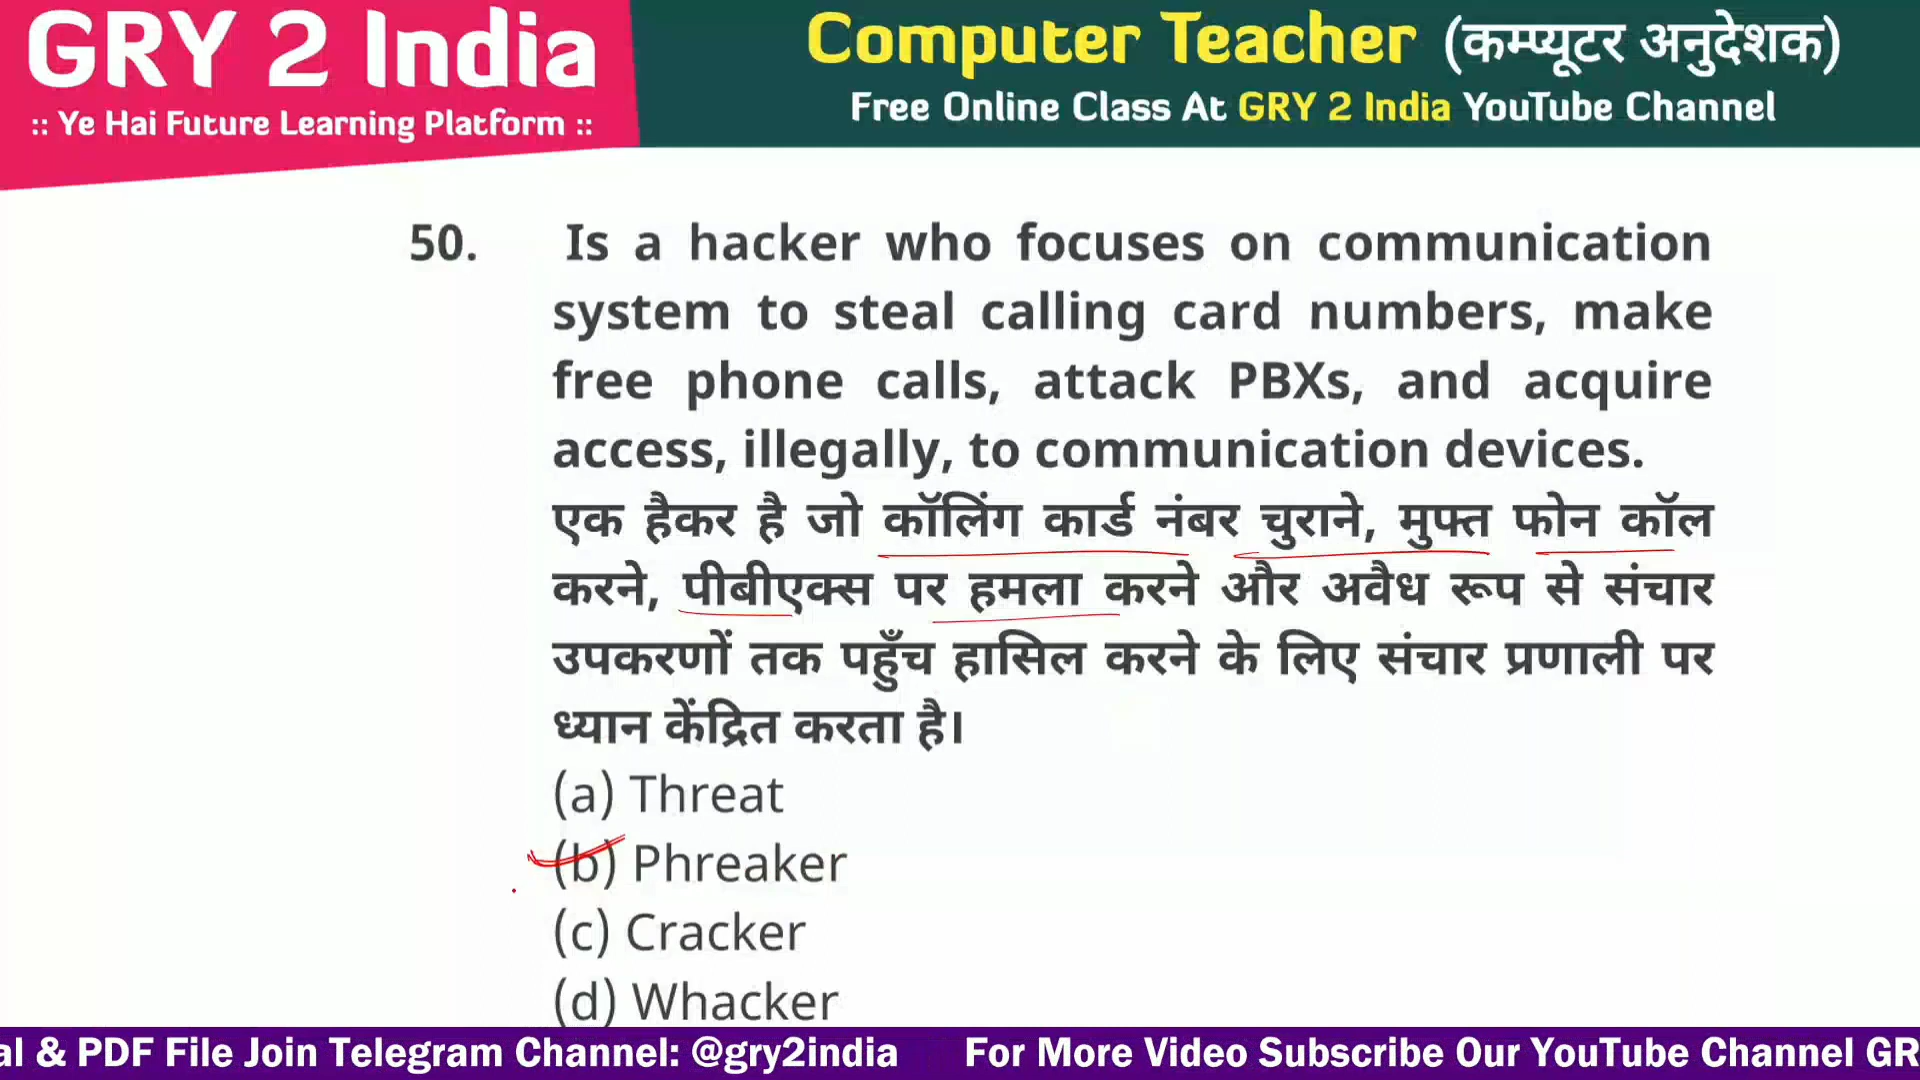 GRY 2 India
:: Ye Hai Future Learning Platform ::
Computer Teacher (कम्प्यूटर अनुदेशक)
Free Online Class At GRY 2 India YouTube Channel
50. Is a hacker who focuses on communication
system to steal calling card numbers, make
free phone calls, attack PBXs, and acquire
access, illegally, to communication devices.
एक हैकर है जो कॉलिंग कार्ड नंबर चुराने, मुफ्त फोन कॉल
करने, पीबीएक्स पर हमला करने और अवैध रूप से संचार
उपकरणों तक पहुँच हासिल करने के लिए संचार प्रणाली पर
ध्यान केंद्रित करता है।
(a) Threat
(b) Phreaker
(c) Cracker
(d) Whacker
al & PDF File Join Telegram Channel: @gry2india For More Video Subscribe Our YouTube Channel GR